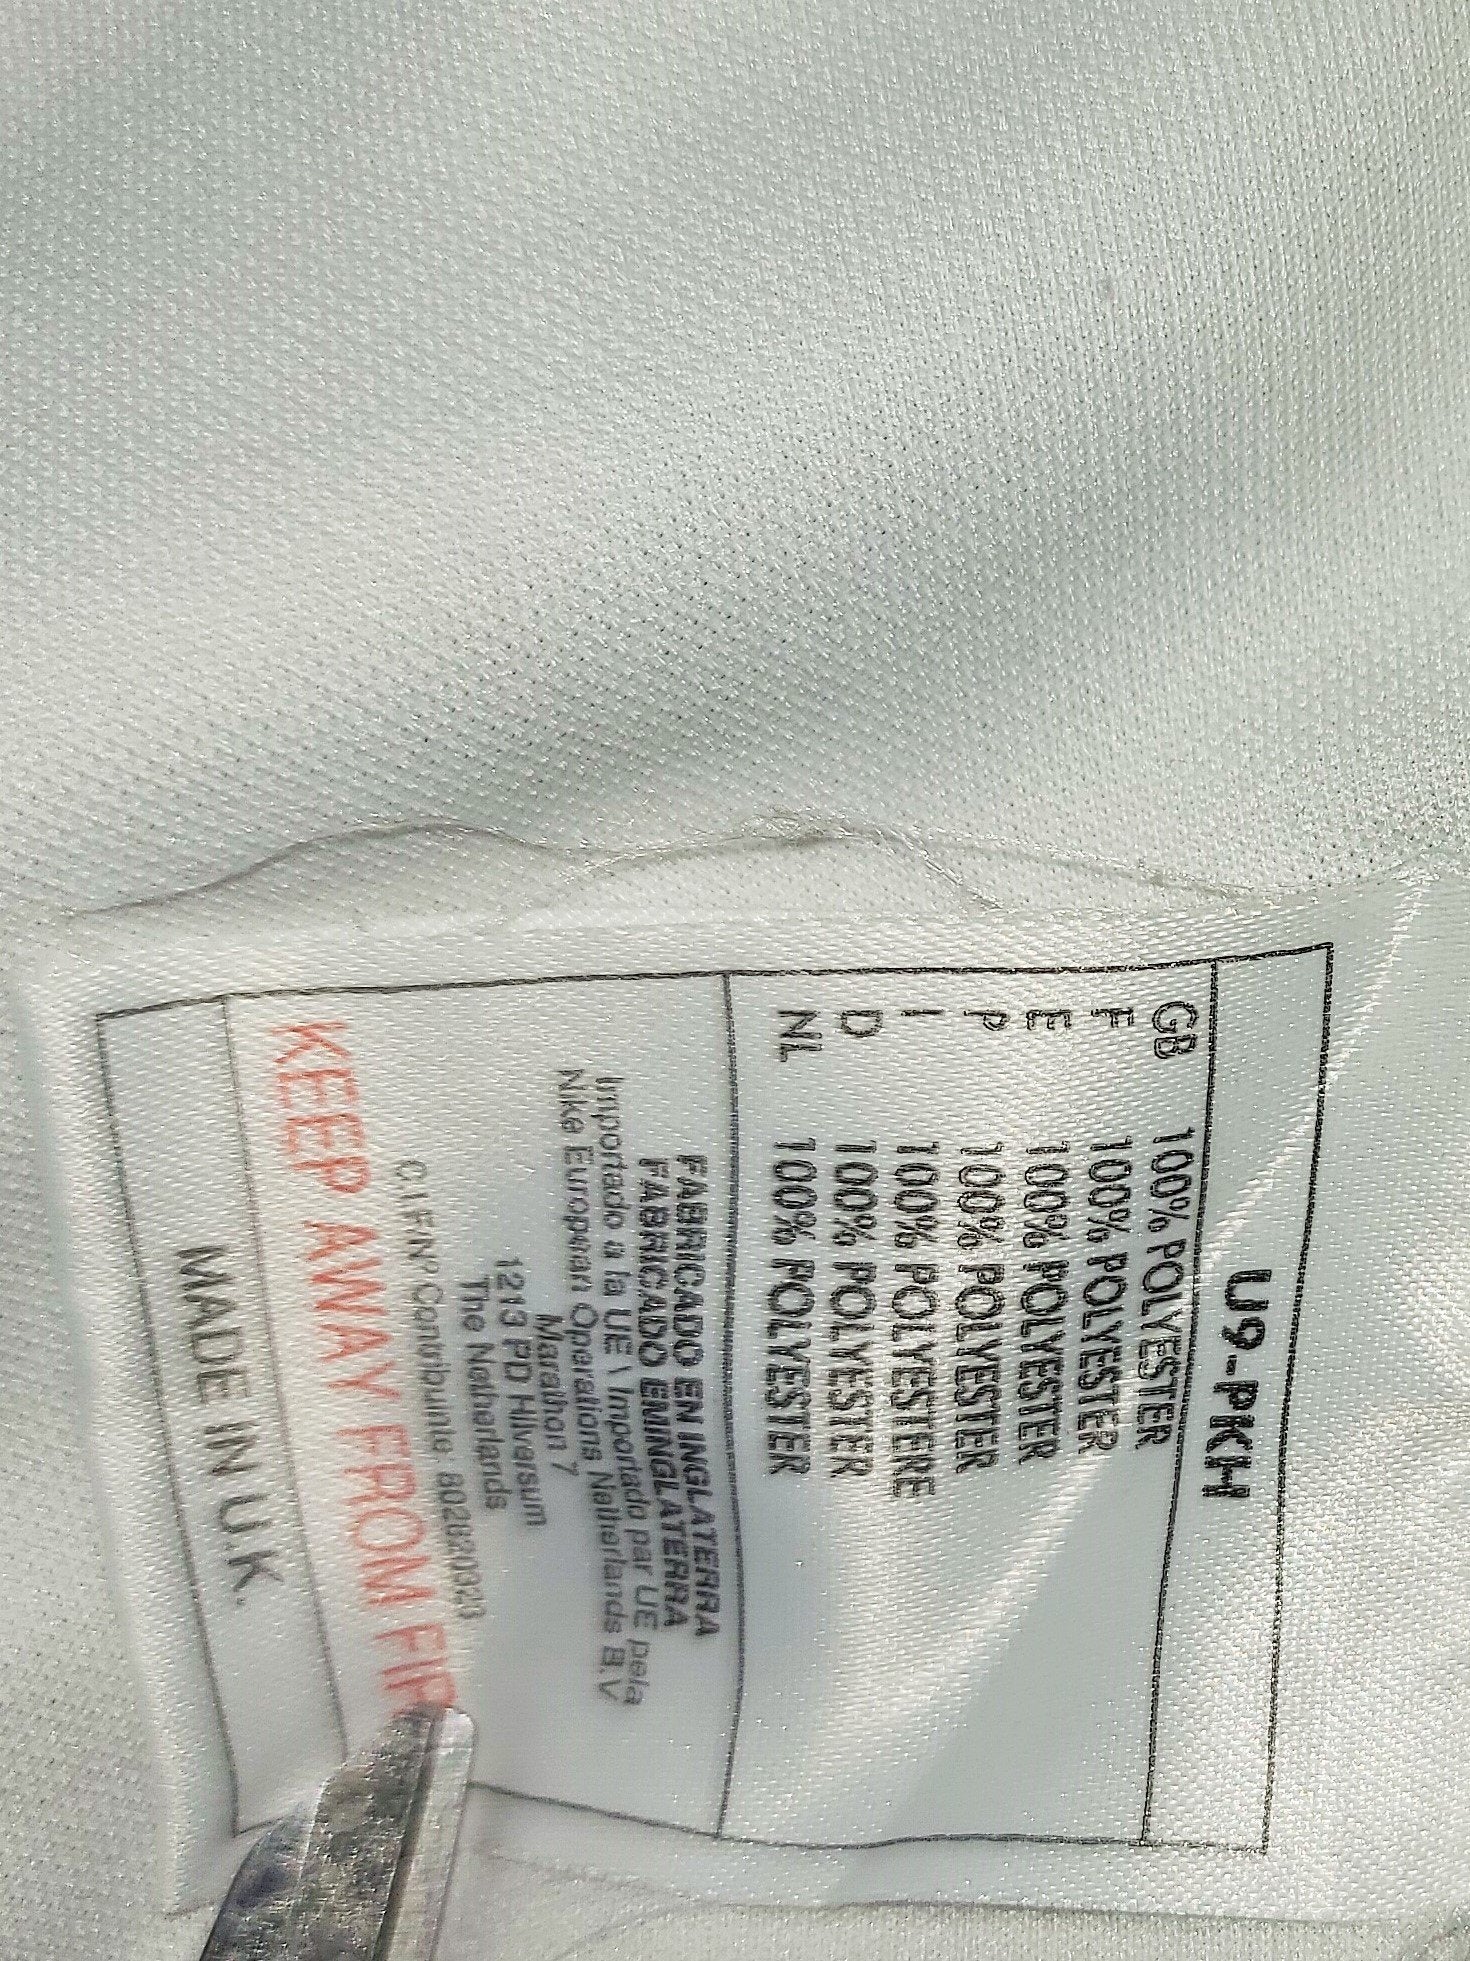 U9-PKH
GB 100% POLYESTER
F 100% POLYESTER
E 100% POLYESTER
P 100% POLYESTER
I 100% POLYESTERE
D 100% POLYESTER
NL 100% POLYESTER
FABRICADO EN INGLATERRA
FABRICADO EMNGLATERRA
Importado a la UE \ Importado par UE pela
Nike European Operations Netherlands B.V
Marathon 7
1213 PD Hilversum
The Netherlands
Contribuinte:
KEEP AWAY FROM
MADE IN U.K.